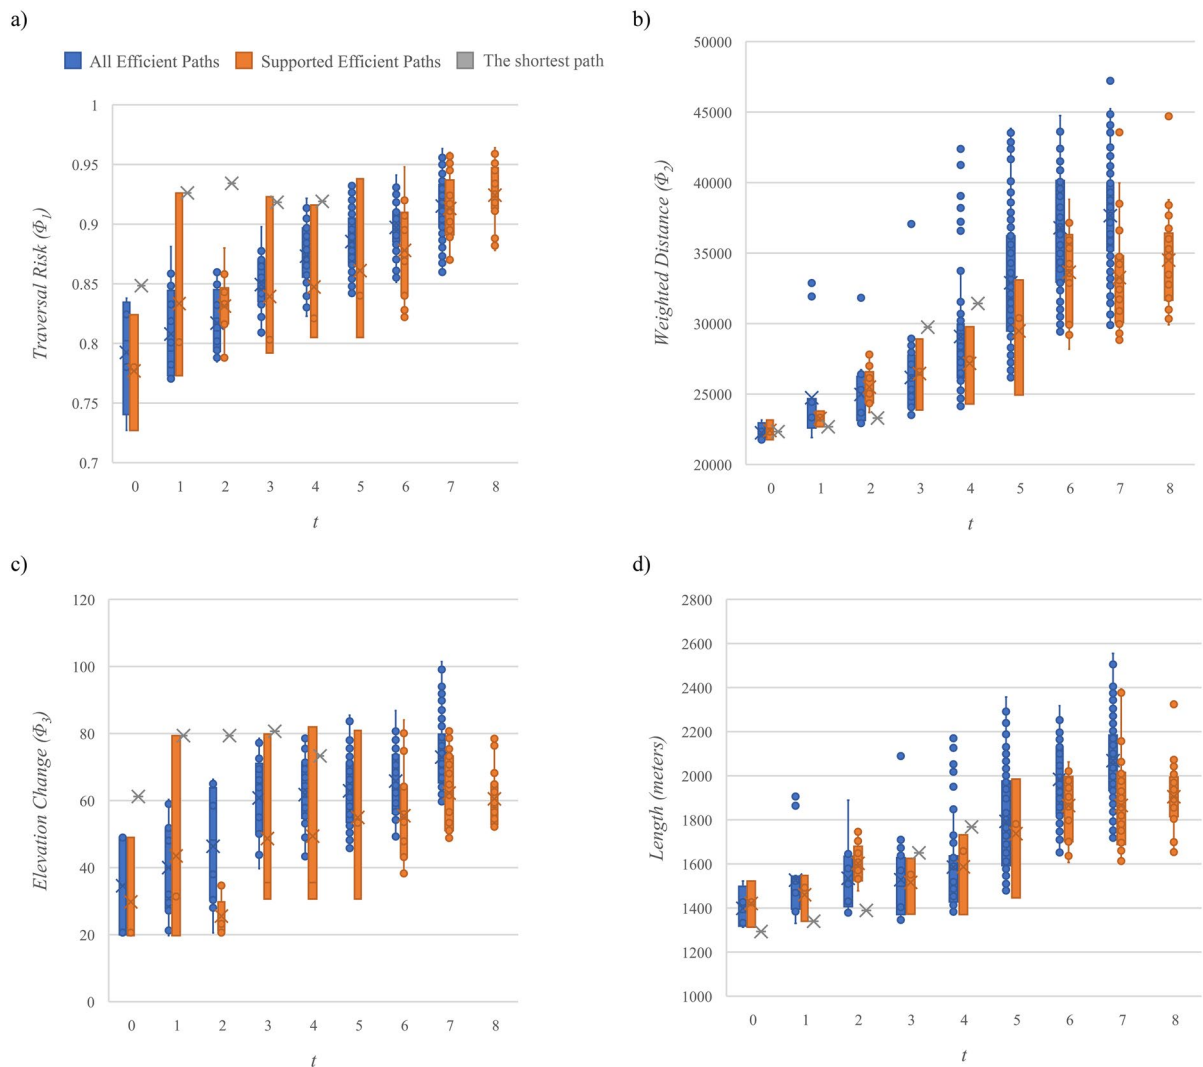 a)
All Efficient Paths Supported Efficient Paths The shortest path
1
0.95
0.9
0.85
0.8
0.75
0.7
Traversal Risk (Φ1)
0 1 2 3 4 5 6 7 8
t
b)
50000
45000
40000
35000
30000
25000
20000
Weighted Distance (Φ2)
0 1 2 3 4 5 6 7 8
t
c)
120
100
80
60
40
20
0
Elevation Change (Φ3)
0 1 2 3 4 5 6 7 8
t
d)
2800
2600
2400
2200
2000
1800
1600
1400
1200
1000
Length (meters)
0 1 2 3 4 5 6 7 8
t